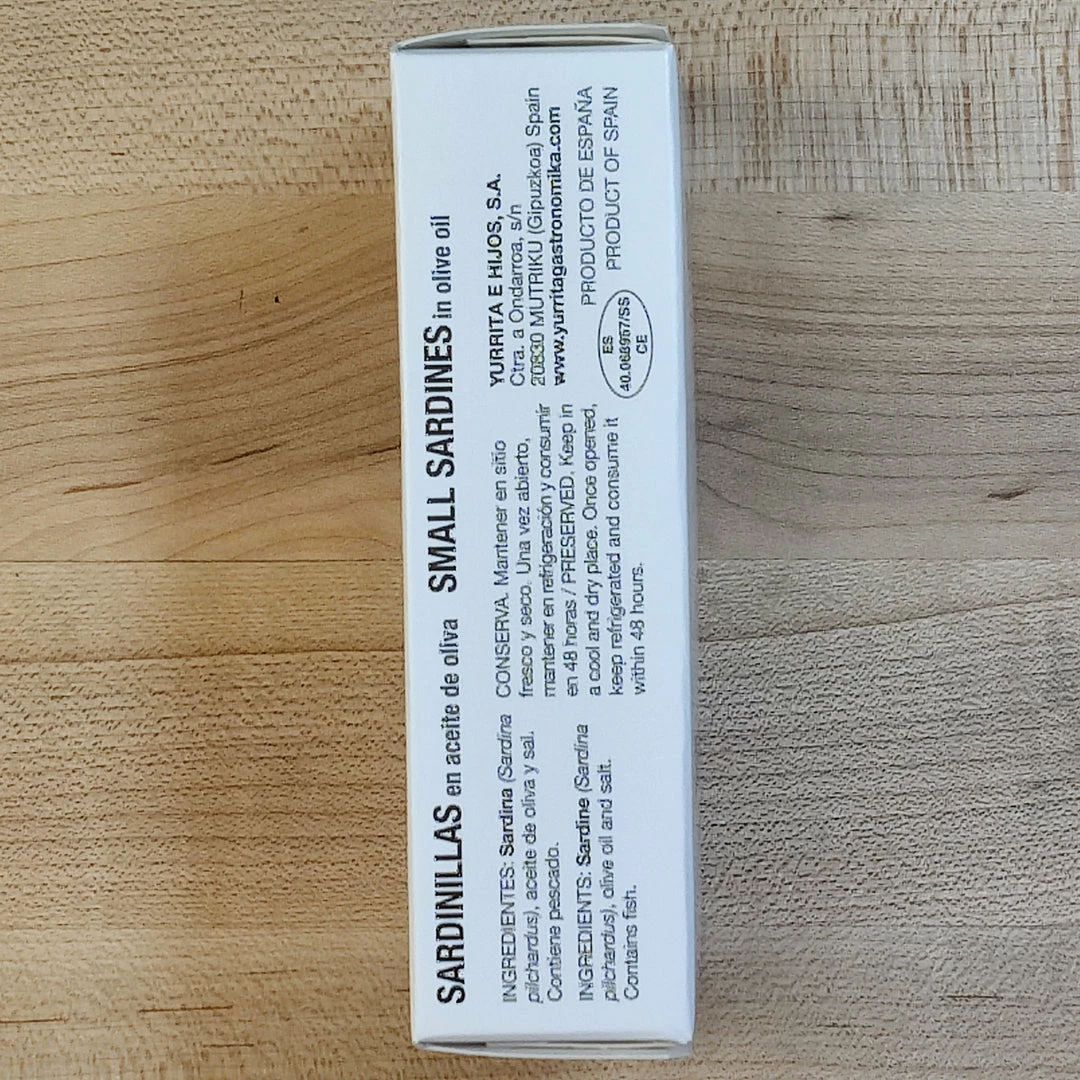 SARDINILLAS en aceite de oliva SMALL SARDINES in olive oil
INGREDIENTES: Sardina (Sardina
pilchardus), aceite de oliva y sal.
Contiene pescado.
INGREDIENTS: Sardine (Sardina
pilchardus), olive oil and salt.
Contains fish.
CONSERVA. Mantener en sitio
fresco y seco. Una vez abierto,
mantener en refrigeración y consumir
en 48 horas / PRESERVED. Keep in
a cool and dry place. Once opened,
keep refrigerated and consume it
within 48 hours.
YURRITA E HIJOS, S.A.
Ctra. a Ondarroa, s/n
20830 MUTRIKU (Gipuzkoa) Spain
www.yurritagastronomika.com
PRODUCTO DE ESPAÑA
PRODUCT OF SPAIN
ES
CE